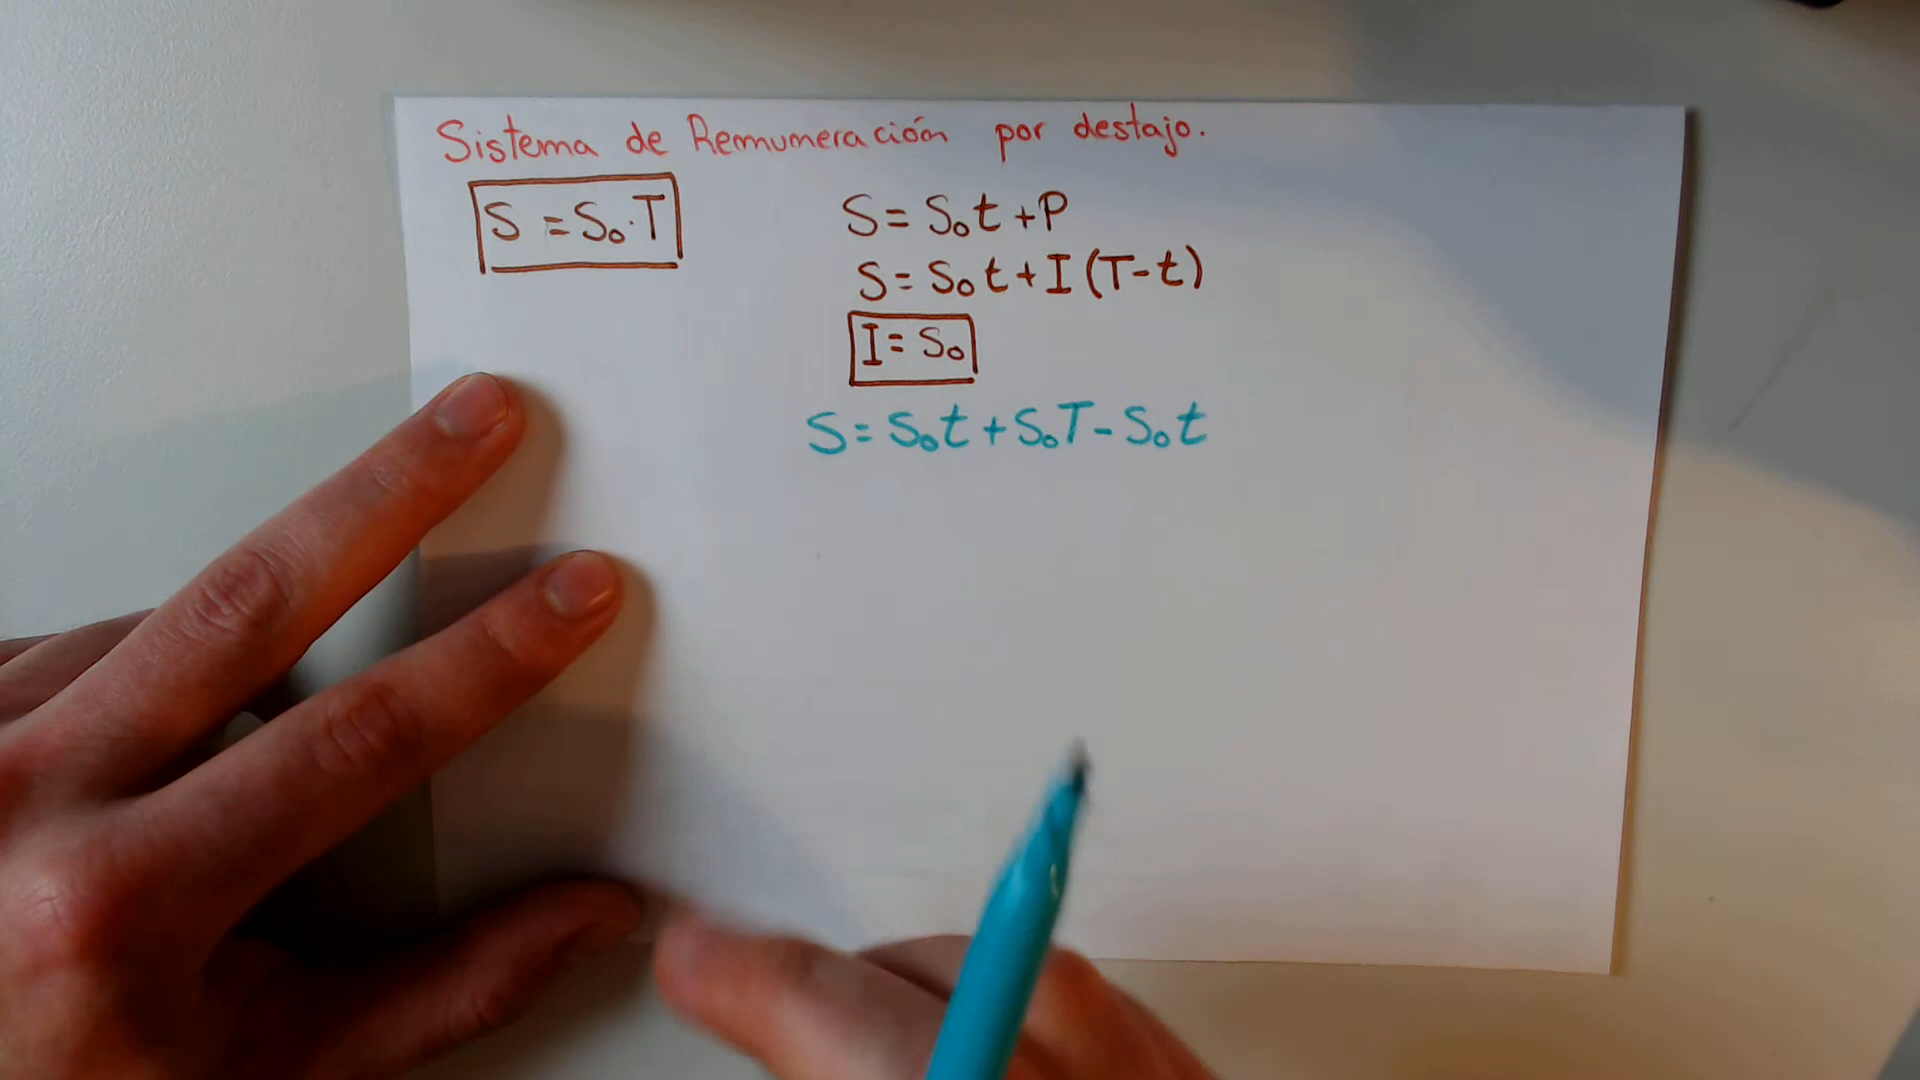 Sistema de Remuneración por destajo.
S = S₀·T
S = S₀t + P
S = S₀t + I (T - t)
I = S₀
S = S₀t + S₀T - S₀t